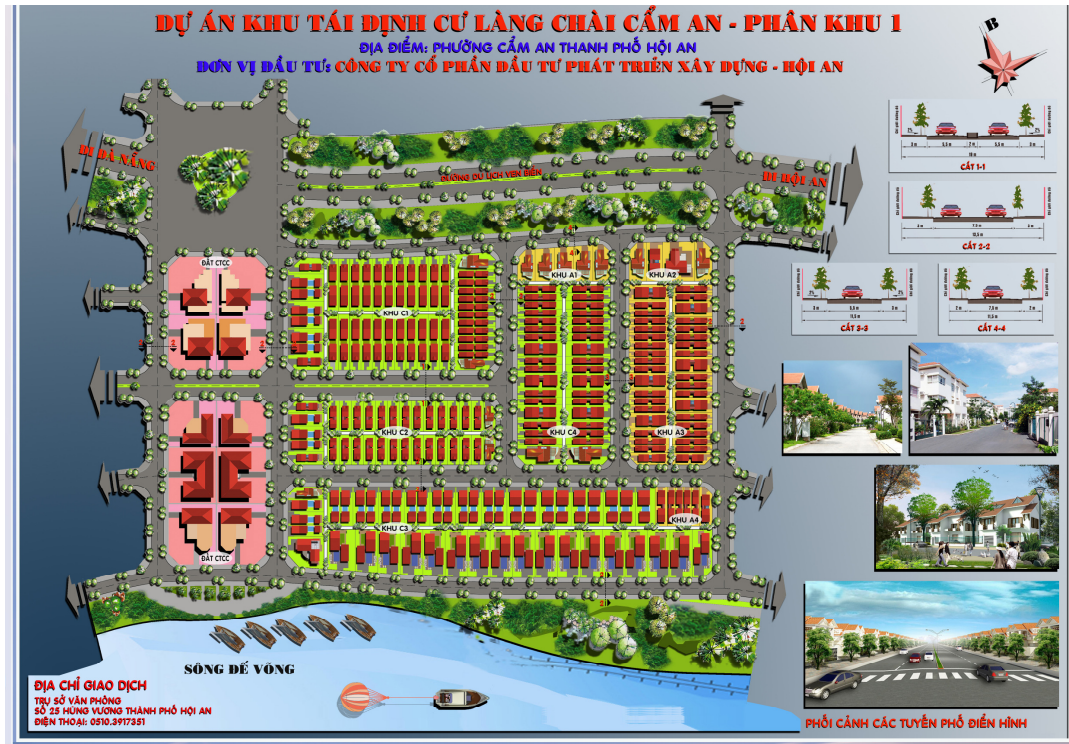 DỰ ÁN KHU TÁI ĐỊNH CƯ LÀNG CHÀI CẨM AN - PHÂN KHU 1
ĐỊA ĐIỂM: PHƯỜNG CẨM AN THANH PHỐ HỘI AN
ĐƠN VỊ ĐẦU TƯ: CÔNG TY CỔ PHẦN ĐẦU TƯ PHÁT TRIỂN XÂY DỰNG - HỘI AN
B
ĐI ĐÀ NẴNG
ĐƯỜNG DU LỊCH VEN BIỂN
ĐI HỘI AN
CẮT 1-1
CẮT 2-2
CẮT 3-3
CẮT 4-4
ĐẤT CTCC
KHU C1
KHU A1
KHU A2
KHU C2
KHU C4
KHU A3
KHU C3
KHU A4
ĐẤT CTCC
SÔNG ĐẾ VÕNG
ĐỊA CHỈ GIAO DỊCH
TRỤ SỞ VĂN PHÒNG
SỐ 25 HÙNG VƯƠNG THÀNH PHỐ HỘI AN
ĐIỆN THOẠI: 0510.3917351
PHỐI CẢNH CÁC TUYẾN PHỐ ĐIỂN HÌNH